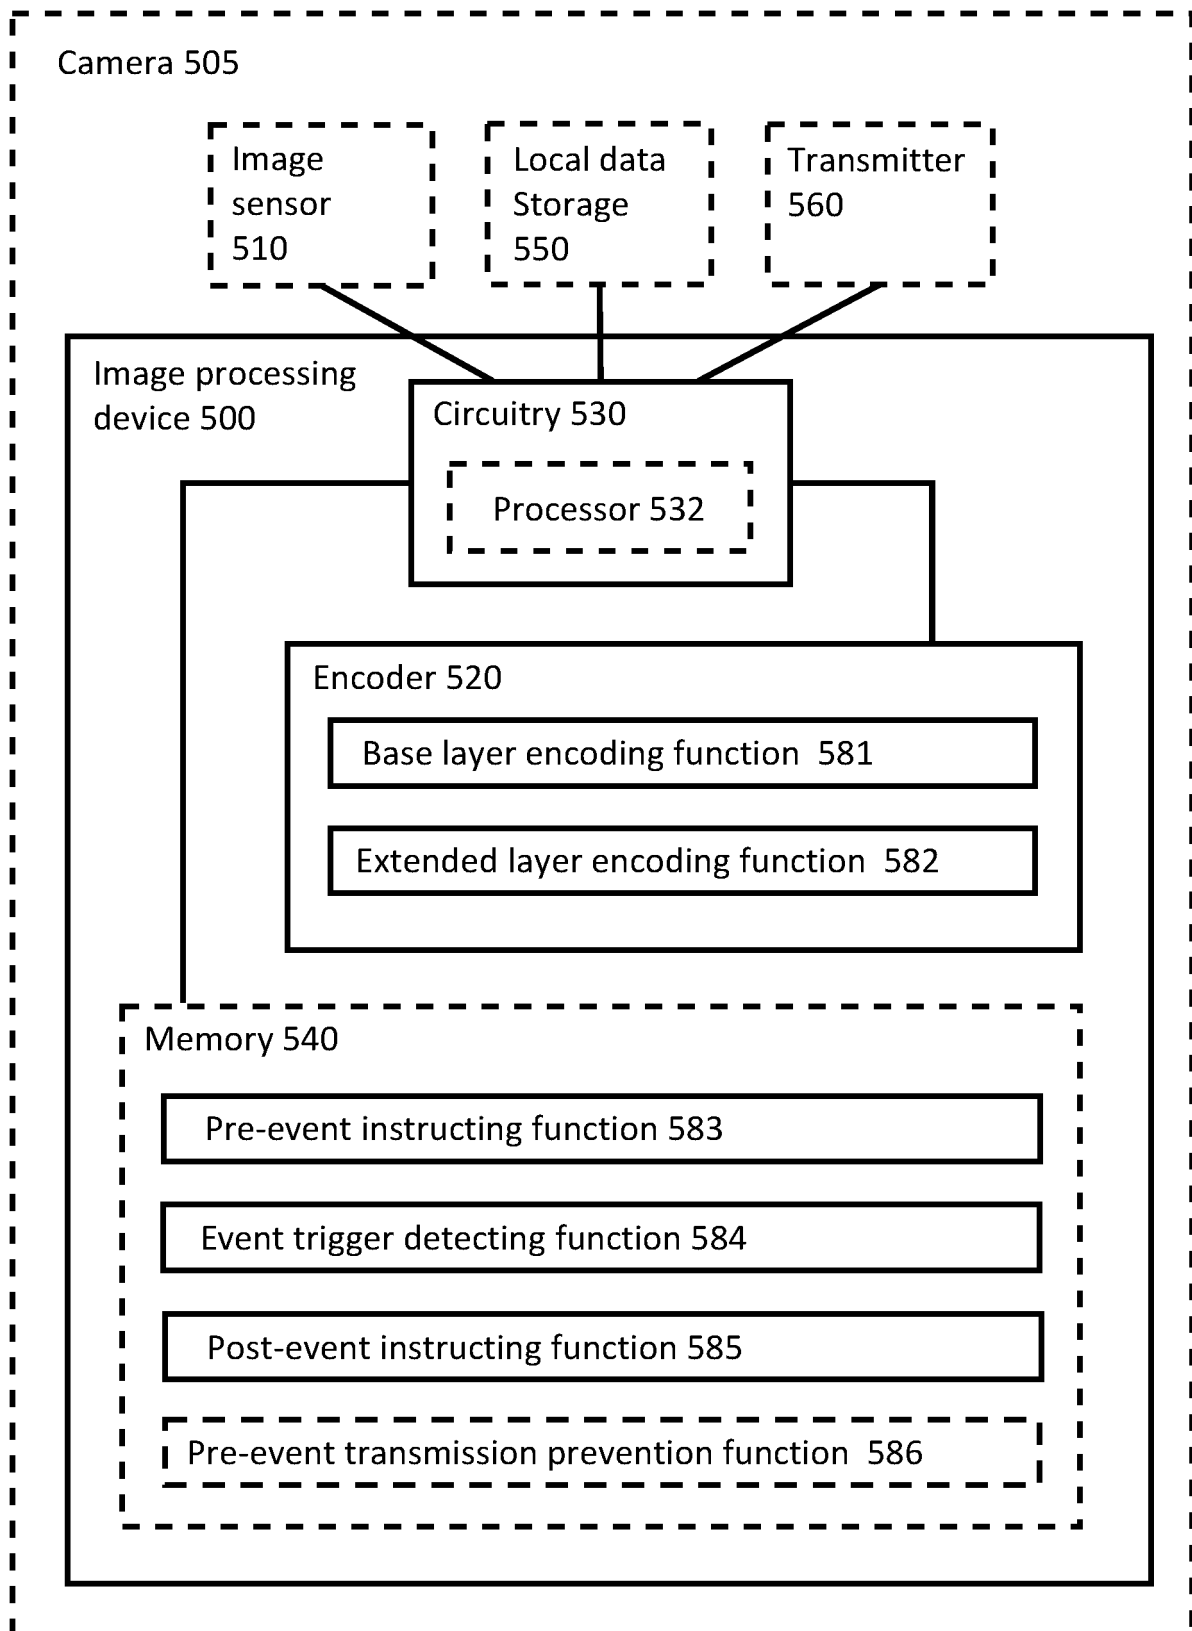 Camera 505
Image
sensor
510
Local data
Storage
550
Transmitter
560
Image processing
device 500
Circuitry 530
Processor 532
Encoder 520
Base layer encoding function  581
Extended layer encoding function  582
Memory 540
Pre-event instructing function 583
Event trigger detecting function 584
Post-event instructing function 585
Pre-event transmission prevention function  586